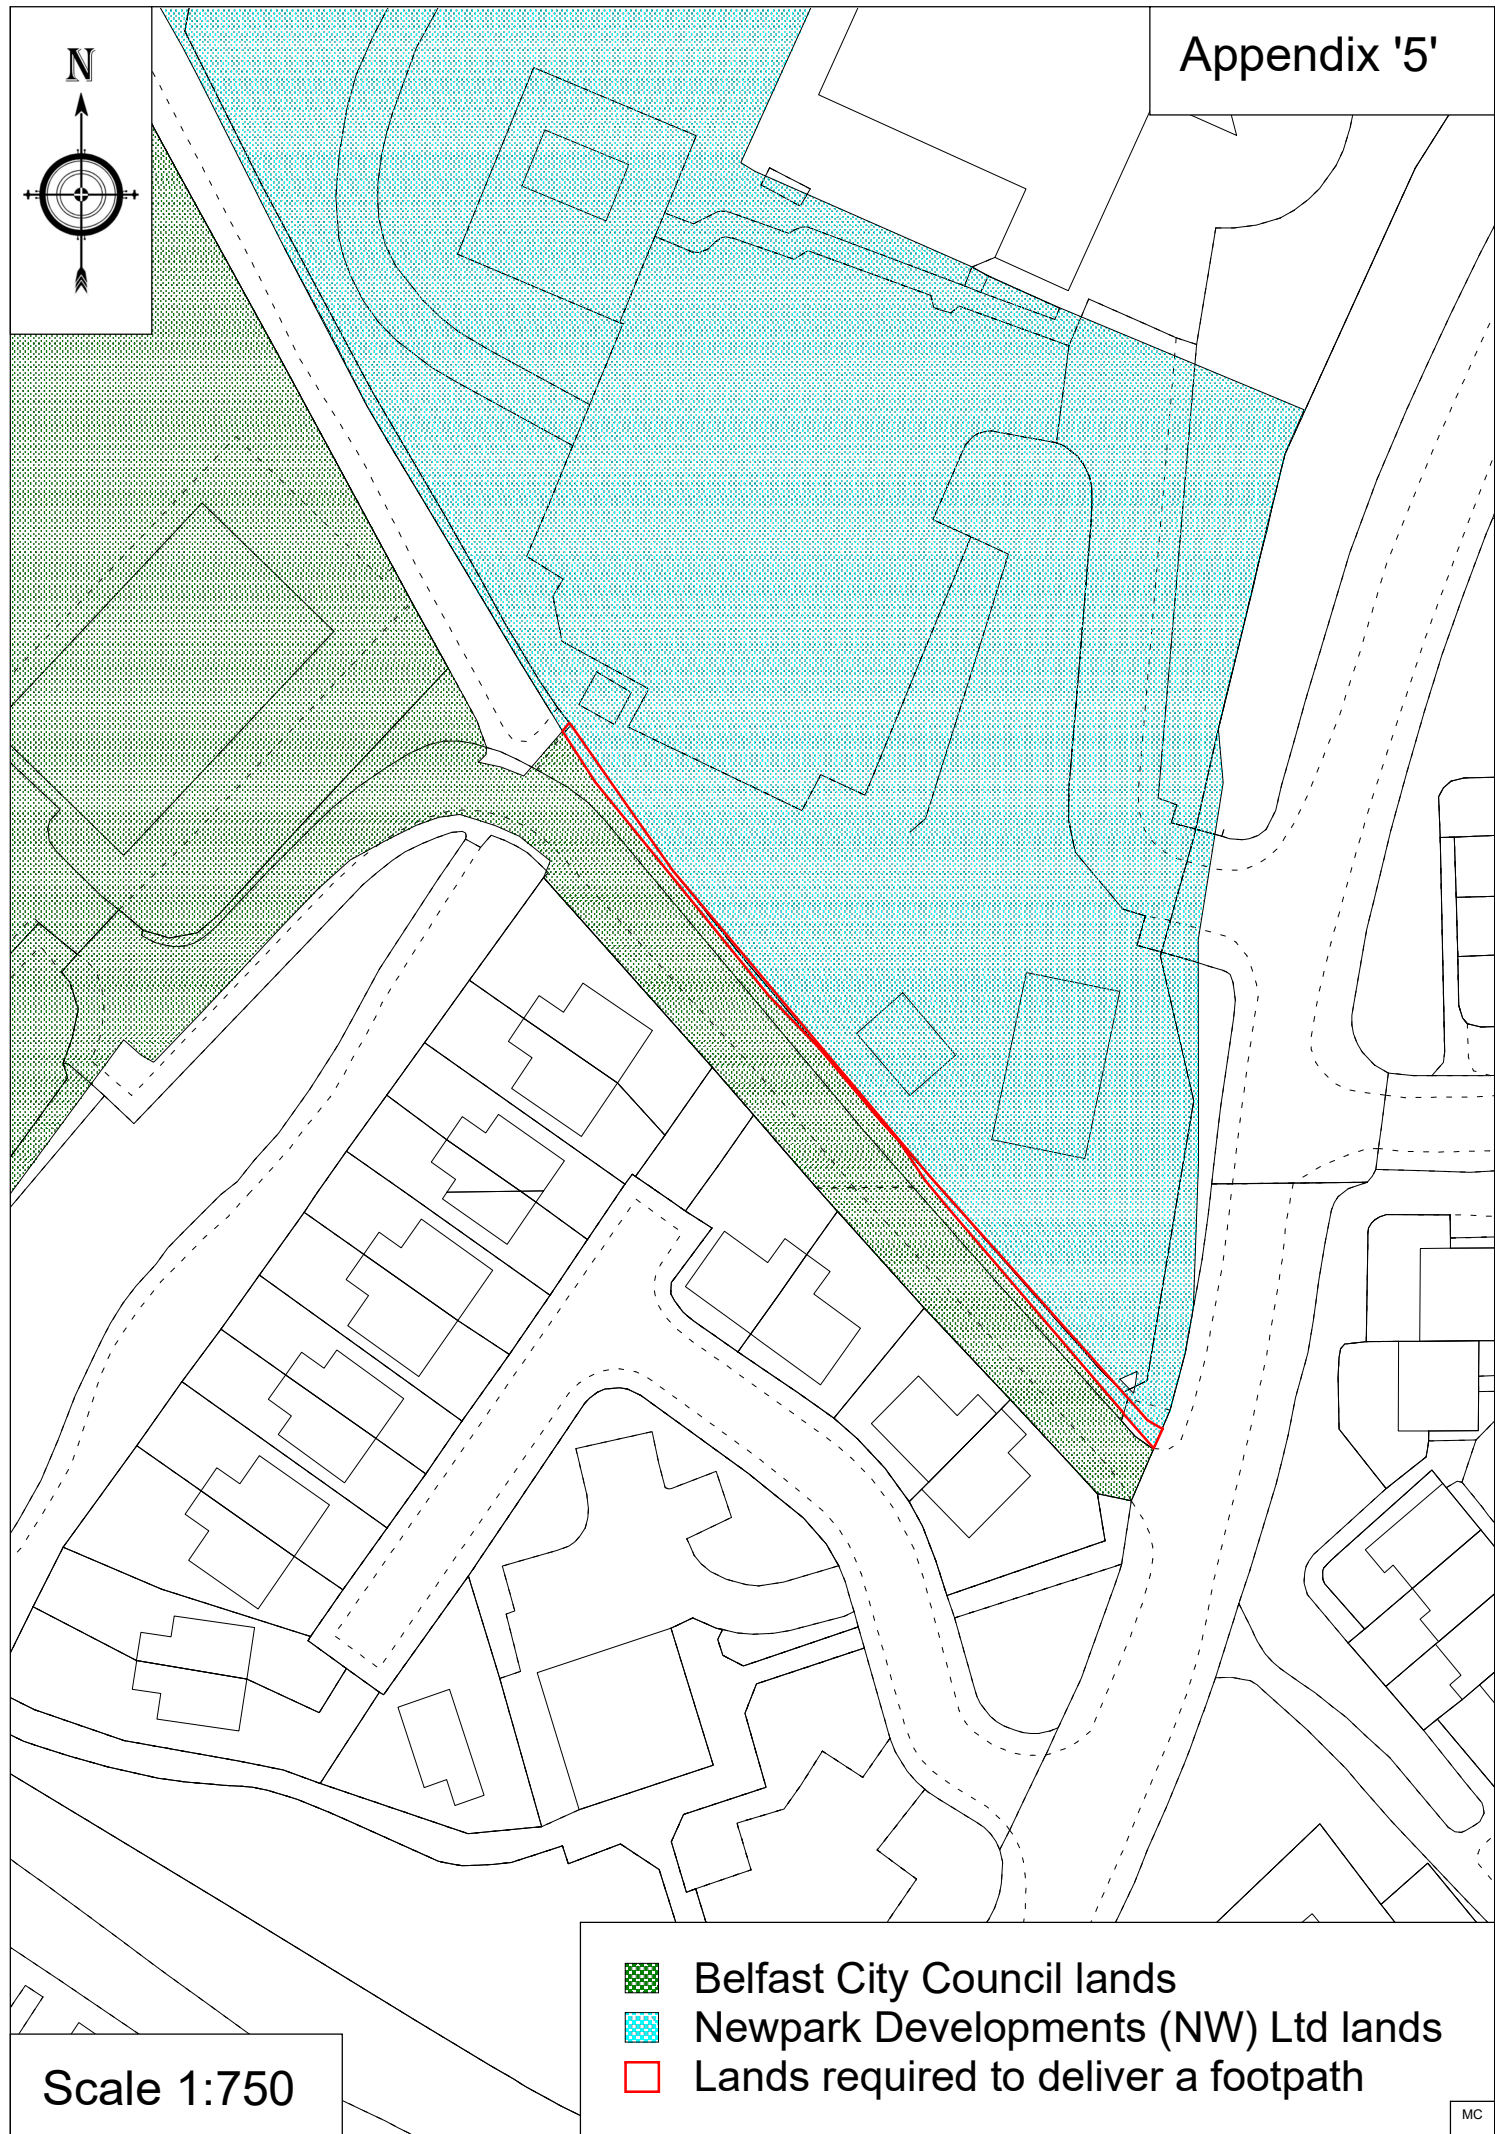 N
Appendix '5'
Belfast City Council lands
Newpark Developments (NW) Ltd lands
Lands required to deliver a footpath
Scale 1:750
MC